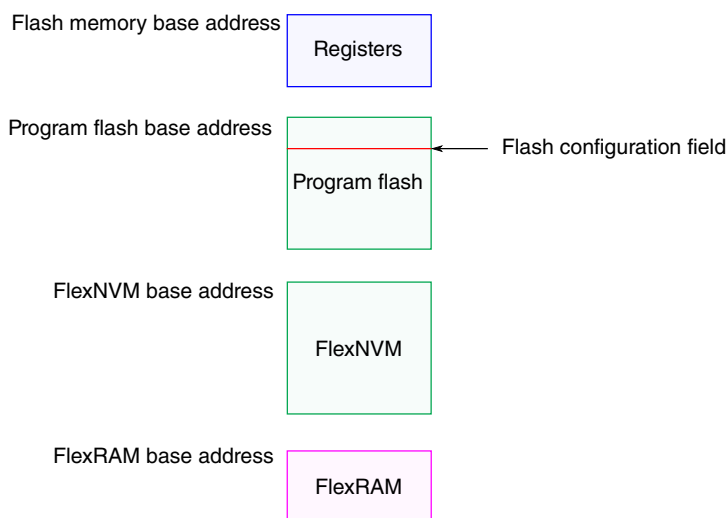 Flash memory base address
Registers
Program flash base address
Flash configuration field
Program flash
FlexNVM base address
FlexNVM
FlexRAM base address
FlexRAM